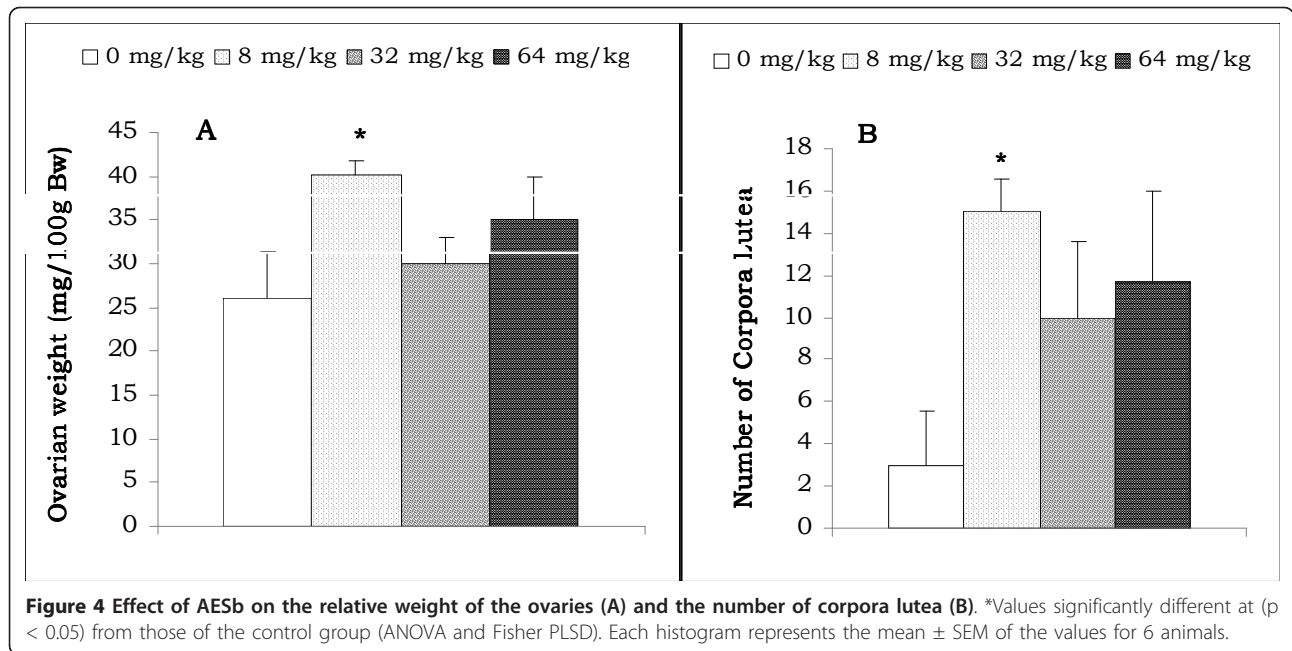 0 mg/kg 8 mg/kg 32 mg/kg 64 mg/kg
A
*
Ovarian weight (mg/100g Bw)
45
40
35
30
25
20
15
10
5
0
0 mg/kg 8 mg/kg 32 mg/kg 64 mg/kg
B
*
Number of Corpora Lutea
18
16
14
12
10
8
6
4
2
0
Figure 4 Effect of AESb on the relative weight of the ovaries (A) and the number of corpora lutea (B). *Values significantly different at (p
< 0.05) from those of the control group (ANOVA and Fisher PLSD). Each histogram represents the mean ± SEM of the values for 6 animals.